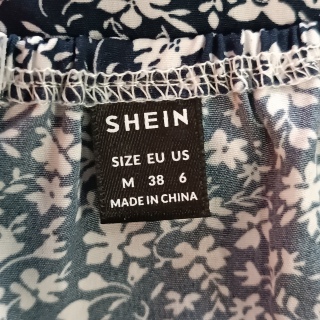 SHEIN
SIZE EU US
M 38 6
MADE IN CHINA